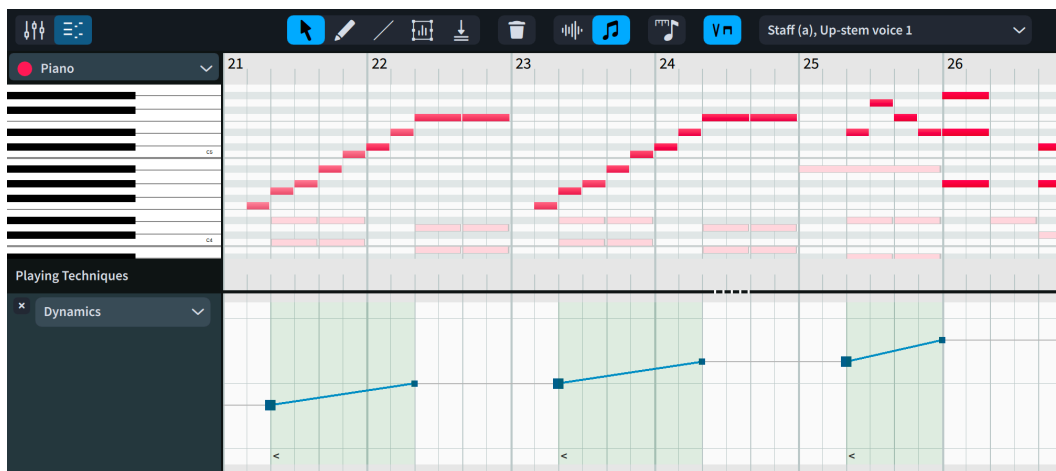 Staff (a), Up-stem voice 1
Piano
21 22 23 24 25 26
C5
C4
Playing Techniques
× Dynamics
< < <